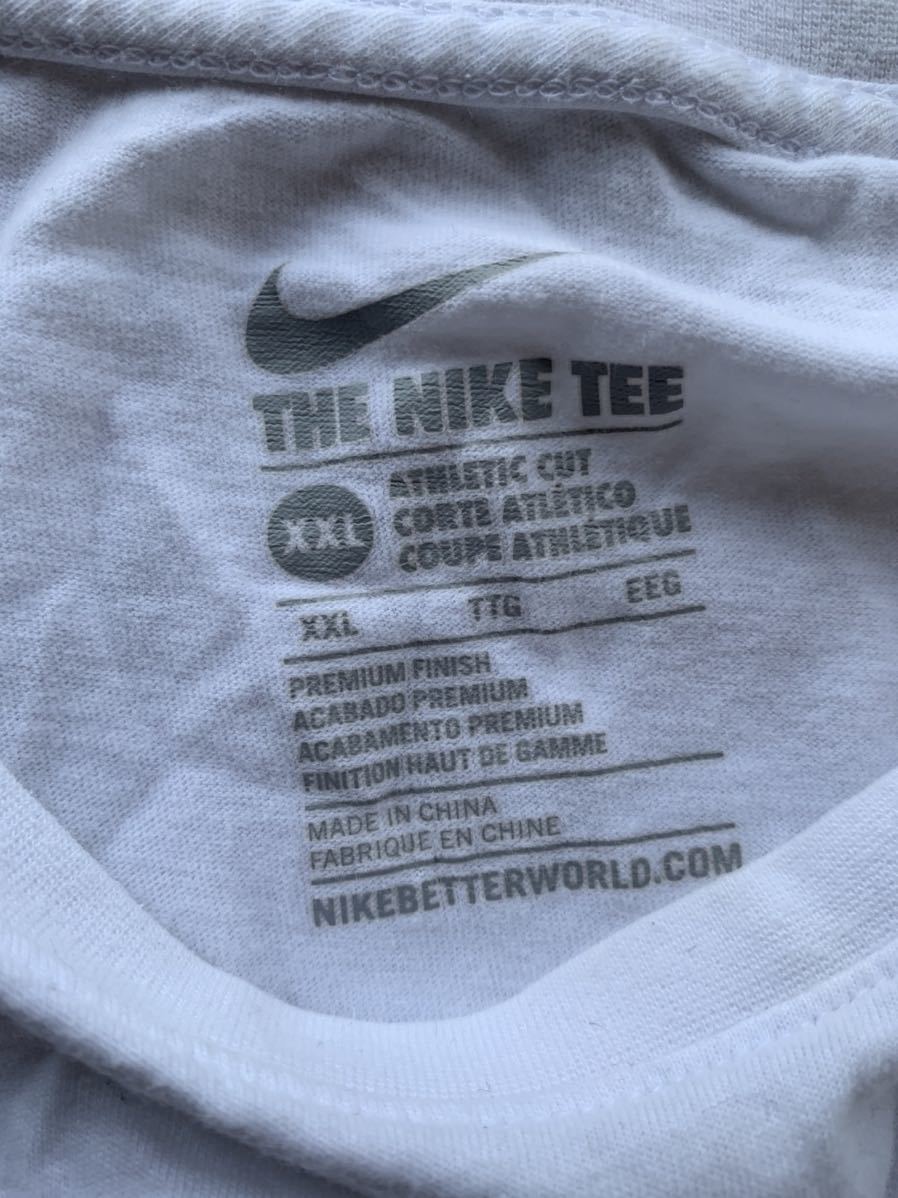 THE NIKE TEE
XXL
ATHLETIC CUT
CORTE ATLÉTICO
COUPE ATHLÉTIQUE
XXL TTG EEG
PREMIUM FINISH
ACABADO PREMIUM
ACABAMENTO PREMIUM
FINITION HAUT DE GAMME
MADE IN CHINA
FABRIQUE EN CHINE
NIKEBETTERWORLD.COM